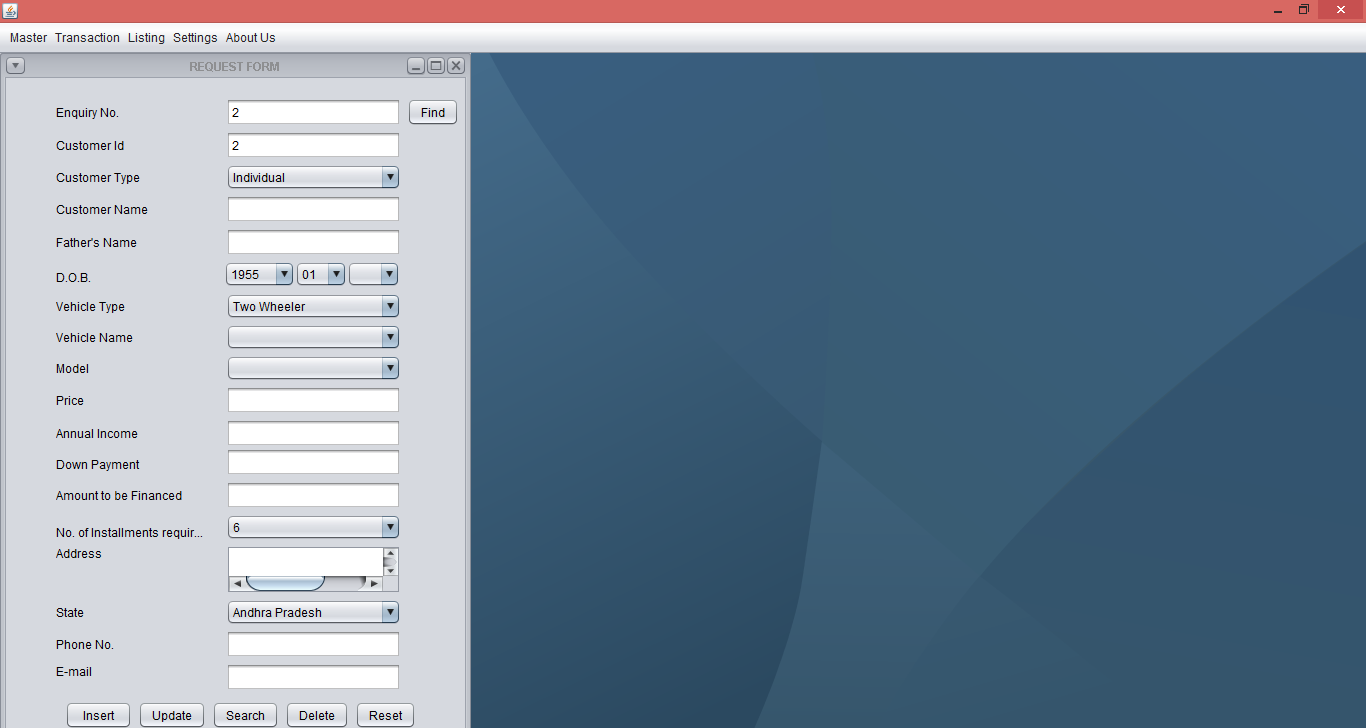 Master Transaction Listing Settings About Us
REQUEST FORM
Enquiry No. 2 Find
Customer Id 2
Customer Type Individual
Customer Name
Father's Name
D.O.B. 1955 01
Vehicle Type Two Wheeler
Vehicle Name
Model
Price
Annual Income
Down Payment
Amount to be Financed
No. of Installments requir... 6
Address
State Andhra Pradesh
Phone No.
E-mail
Insert Update Search Delete Reset